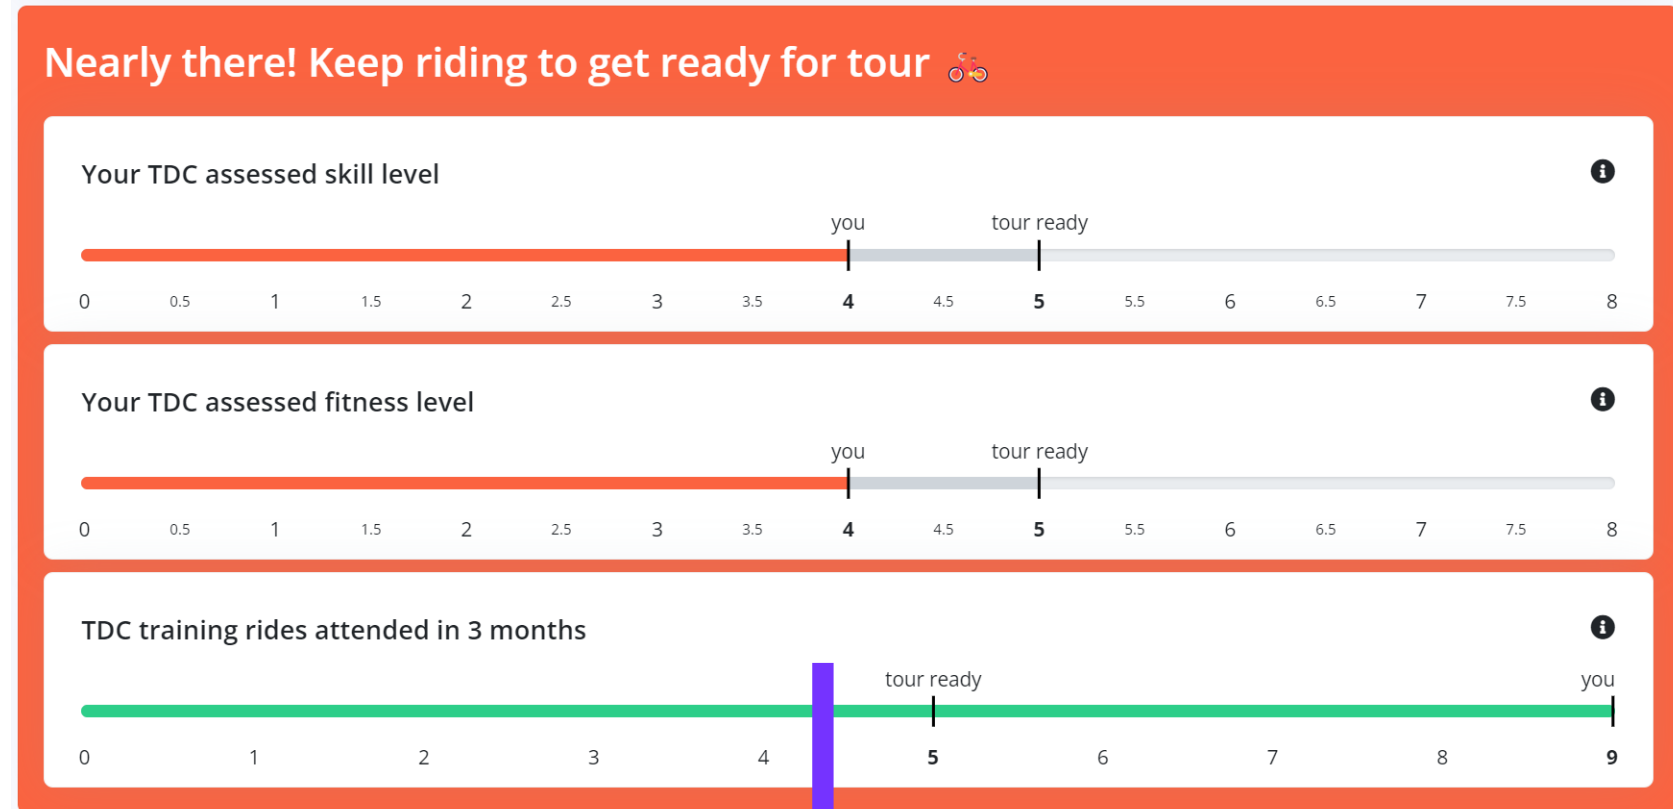 Nearly there! Keep riding to get ready for tour
Your TDC assessed skill level
you tour ready
0 0.5 1 1.5 2 2.5 3 3.5 4 4.5 5 5.5 6 6.5 7 7.5 8
Your TDC assessed fitness level
you tour ready
0 0.5 1 1.5 2 2.5 3 3.5 4 4.5 5 5.5 6 6.5 7 7.5 8
TDC training rides attended in 3 months
tour ready you
0 1 2 3 4 5 6 7 8 9